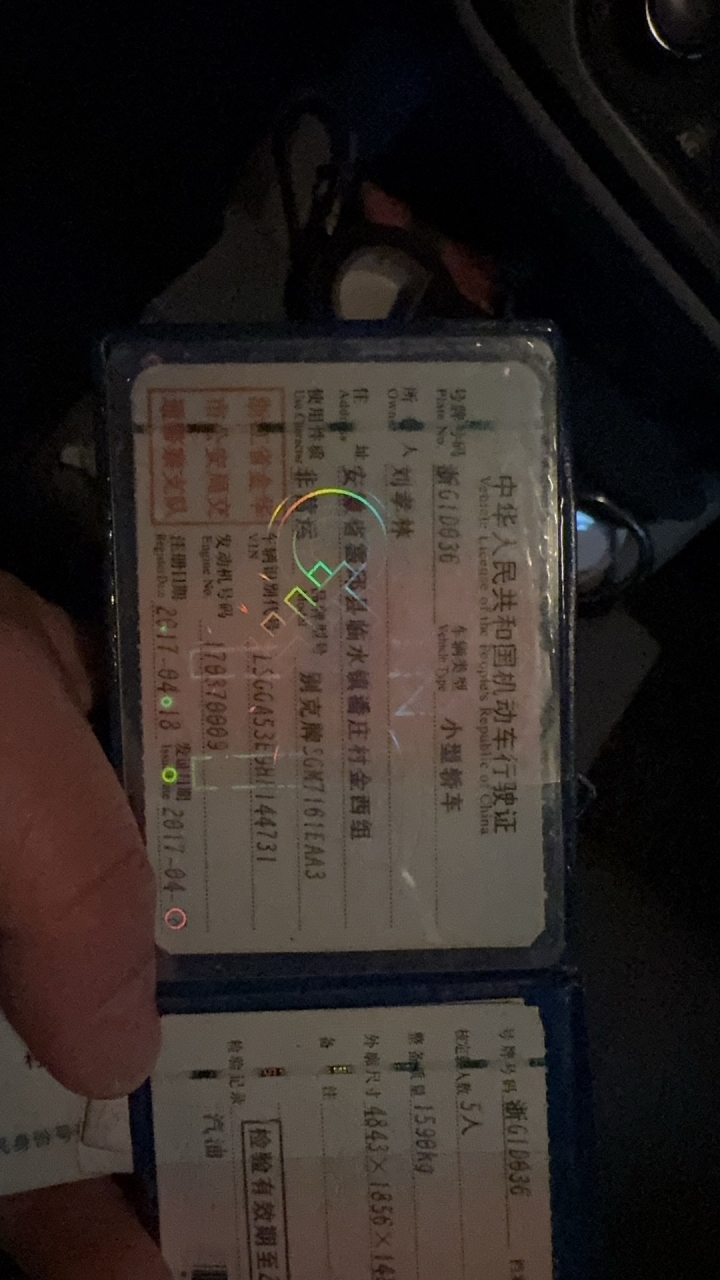 中华人民共和国机动车行驶证
Vehicle License of the People's Republic of China
号牌号码 浙G1D036 车辆类型 小型轿车
Plate No. Vehicle Type
所 人 刘孝林
Owner
住 址 安 省 县临水镇潘庄村金西组
Address
使用性质 非营运 型号 别克牌SGM7161EAA3
Use Character
车辆识别代
VIN
发动机号码 170370009
Engine No.
注册日期 2017-04-18 发证日期 2017-04-
Register Date Issue Date
浙江省金华
市公安局交
通警察支队
号牌号码 浙G1D036
核定载人数 5人
整备质量 1590kg
外廓尺寸 4843×1856×14
备 注
检验有效期至
检验记录
汽油